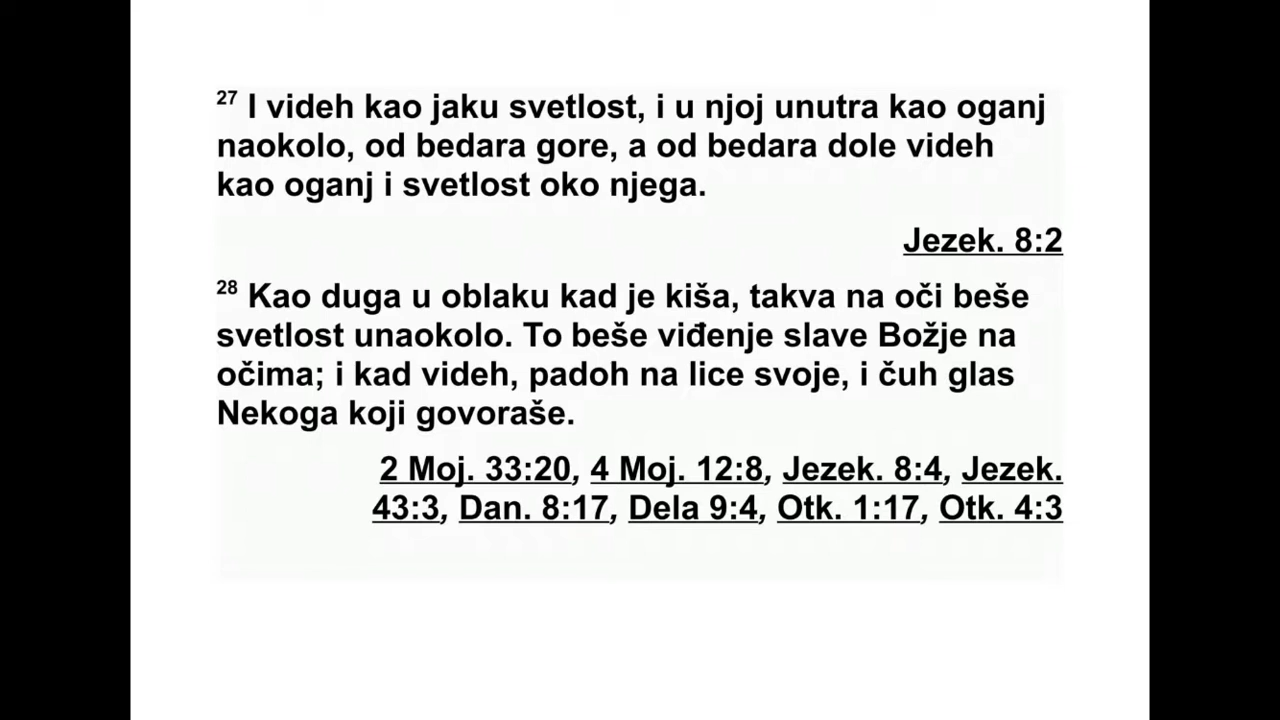 27 I videh kao jaku svetlost, i u njoj unutra kao oganj
naokolo, od bedara gore, a od bedara dole videh
kao oganj i svetlost oko njega.
Jezek. 8:2
28 Kao duga u oblaku kad je kiša, takva na oči beše
svetlost unaokolo. To beše viđenje slave Božje na
očima; i kad videh, padoh na lice svoje, i čuh glas
Nekoga koji govoraše.
2 Moj. 33:20, 4 Moj. 12:8, Jezek. 8:4, Jezek.
43:3, Dan. 8:17, Dela 9:4, Otk. 1:17, Otk. 4:3